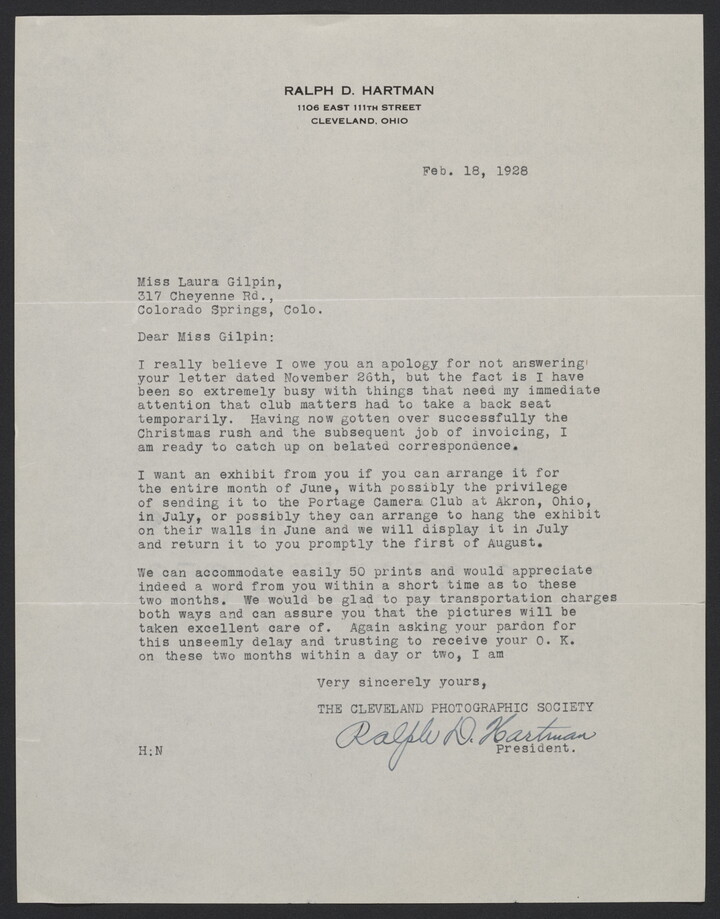 RALPH D. HARTMAN
1106 EAST 111TH STREET
CLEVELAND, OHIO
Feb. 18, 1928
Miss Laura Gilpin,
317 Cheyenne Rd.,
Colorado Springs, Colo.
Dear Miss Gilpin:
I really believe I owe you an apology for not answering
your letter dated November 26th, but the fact is I have
been so extremely busy with things that need my immediate
attention that club matters had to take a back seat
temporarily. Having now gotten over successfully the
Christmas rush and the subsequent job of invoicing, I
am ready to catch up on belated correspondence.
I want an exhibit from you if you can arrange it for
the entire month of June, with possibly the privilege
of sending it to the Portage Camera Club at Akron, Ohio,
in July, or possibly they can arrange to hang the exhibit
on their walls in June and we will display it in July
and return it to you promptly the first of August.
We can accommodate easily 50 prints and would appreciate
indeed a word from you within a short time as to these
two months. We would be glad to pay transportation charges
both ways and can assure you that the pictures will be
taken excellent care of. Again asking your pardon for
this unseemly delay and trusting to receive your O. K.
on these two months within a day or two, I am
Very sincerely yours,
THE CLEVELAND PHOTOGRAPHIC SOCIETY
Ralph D. Hartman
President.
H:N